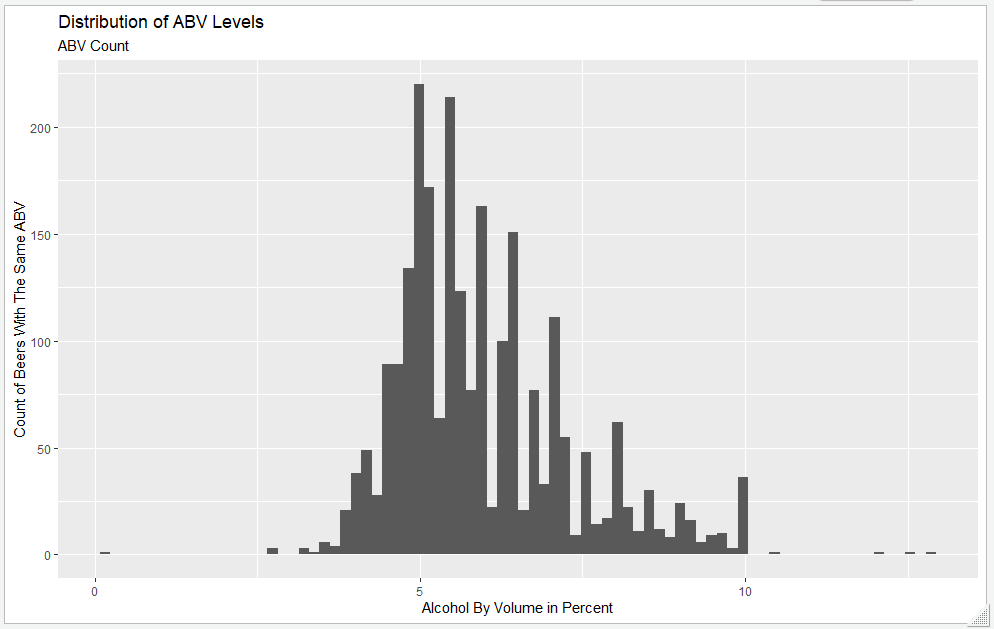 Distribution of ABV Levels
ABV Count
Count of Beers With The Same ABV
200
150
100
50
0
0 5 10
Alcohol By Volume in Percent